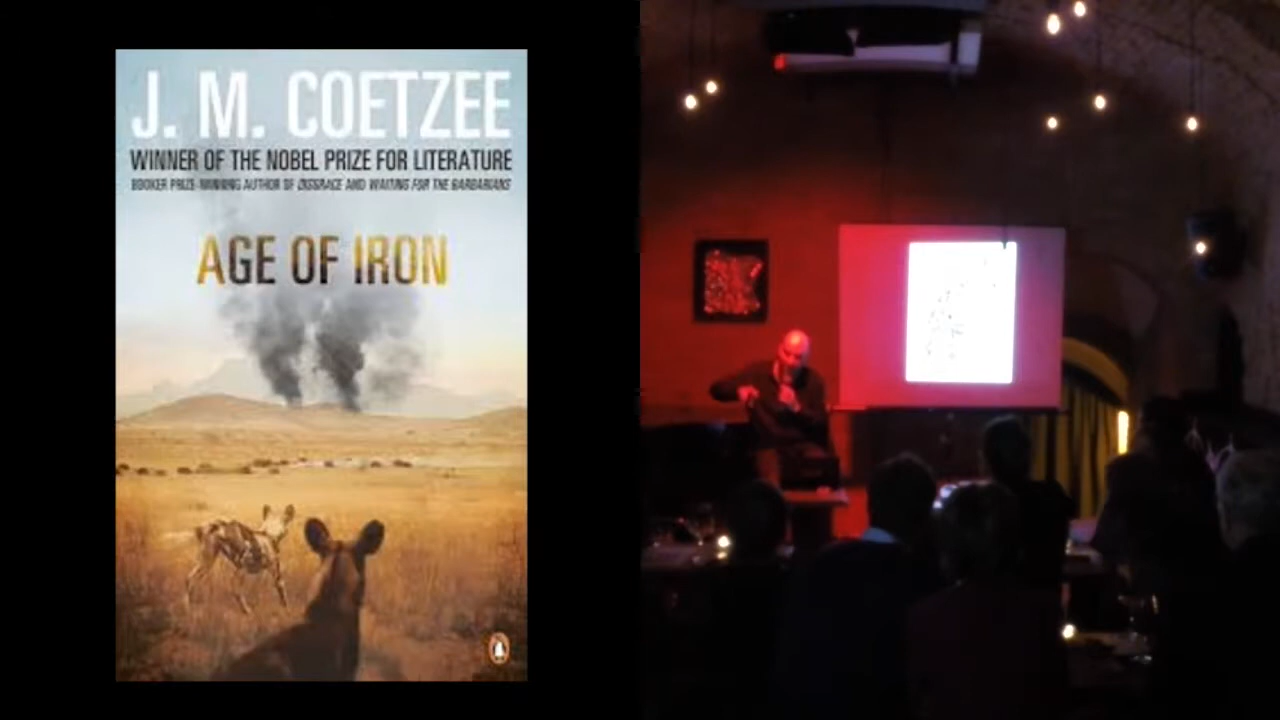 J. M. COETZEE
WINNER OF THE NOBEL PRIZE FOR LITERATURE
BOOKER PRIZE-WINNING AUTHOR OF DISGRACE AND WAITING FOR THE BARBARIANS
AGE OF IRON